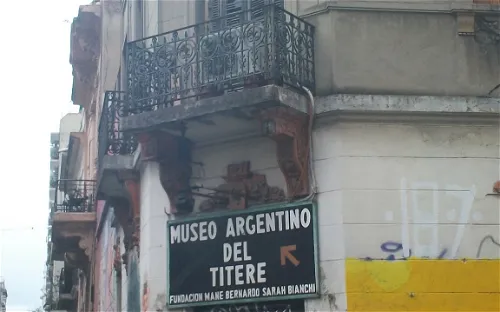 MUSEO ARGENTINO
DEL
TITERE
FUNDACION MANE BERNARDO SARAH BIANCHI